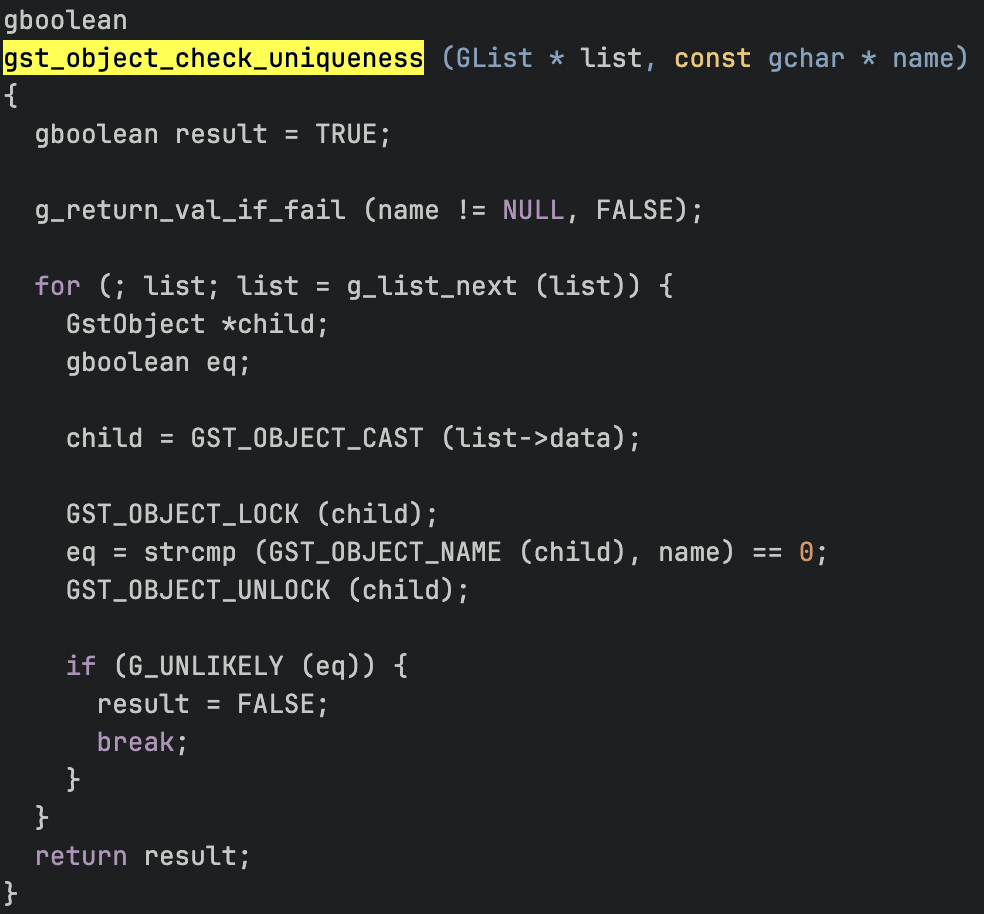 gboolean
gst_object_check_uniqueness (GList * list, const gchar * name)
{
  gboolean result = TRUE;

  g_return_val_if_fail (name != NULL, FALSE);

  for (; list; list = g_list_next (list)) {
    GstObject *child;
    gboolean eq;

    child = GST_OBJECT_CAST (list->data);

    GST_OBJECT_LOCK (child);
    eq = strcmp (GST_OBJECT_NAME (child), name) == 0;
    GST_OBJECT_UNLOCK (child);

    if (G_UNLIKELY (eq)) {
      result = FALSE;
      break;
    }
  }
  return result;
}